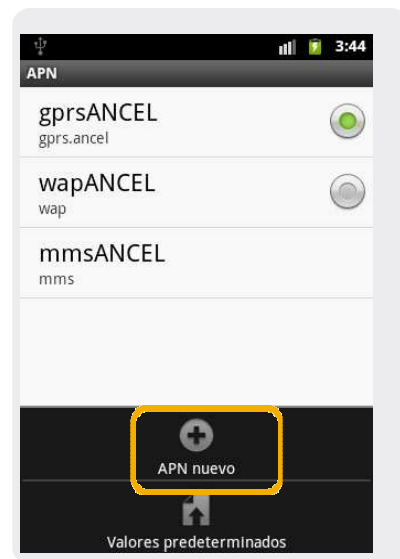 3:44
APN
gprsANCEL
gprs.ancel
wapANCEL
wap
mmsANCEL
mms
APN nuevo
Valores predeterminados